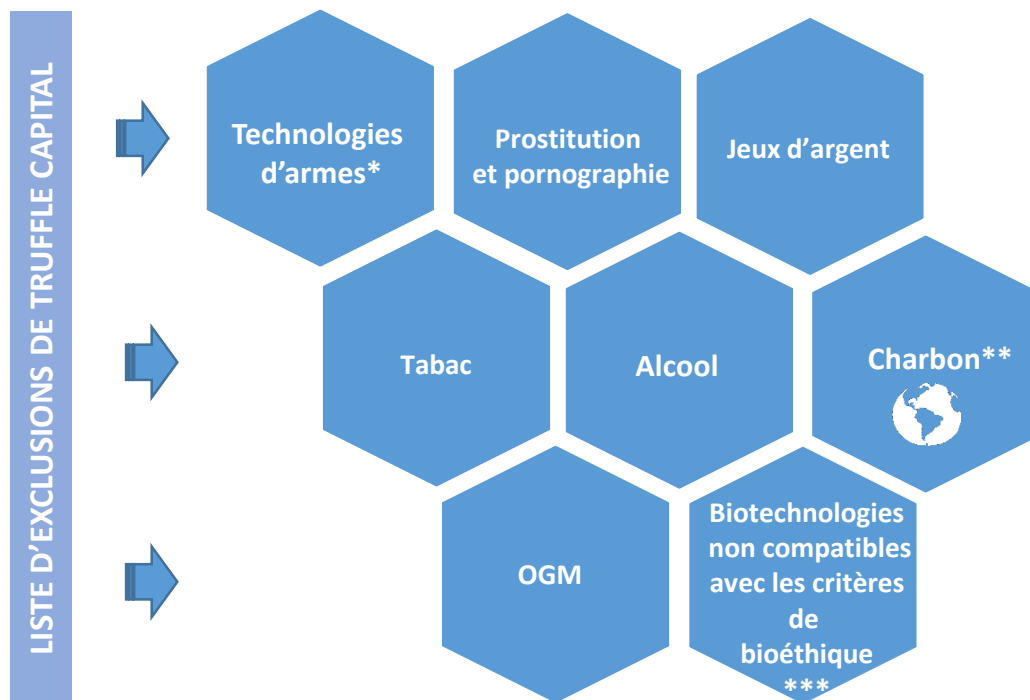 LISTE D'EXCLUSIONS DE TRUFFLE CAPITAL
Technologies
d'armes*
Prostitution
et pornographie
Jeux d'argent
Tabac
Alcool
Charbon**
OGM
Biotechnologies
non compatibles
avec les critères
de
bioéthique
***